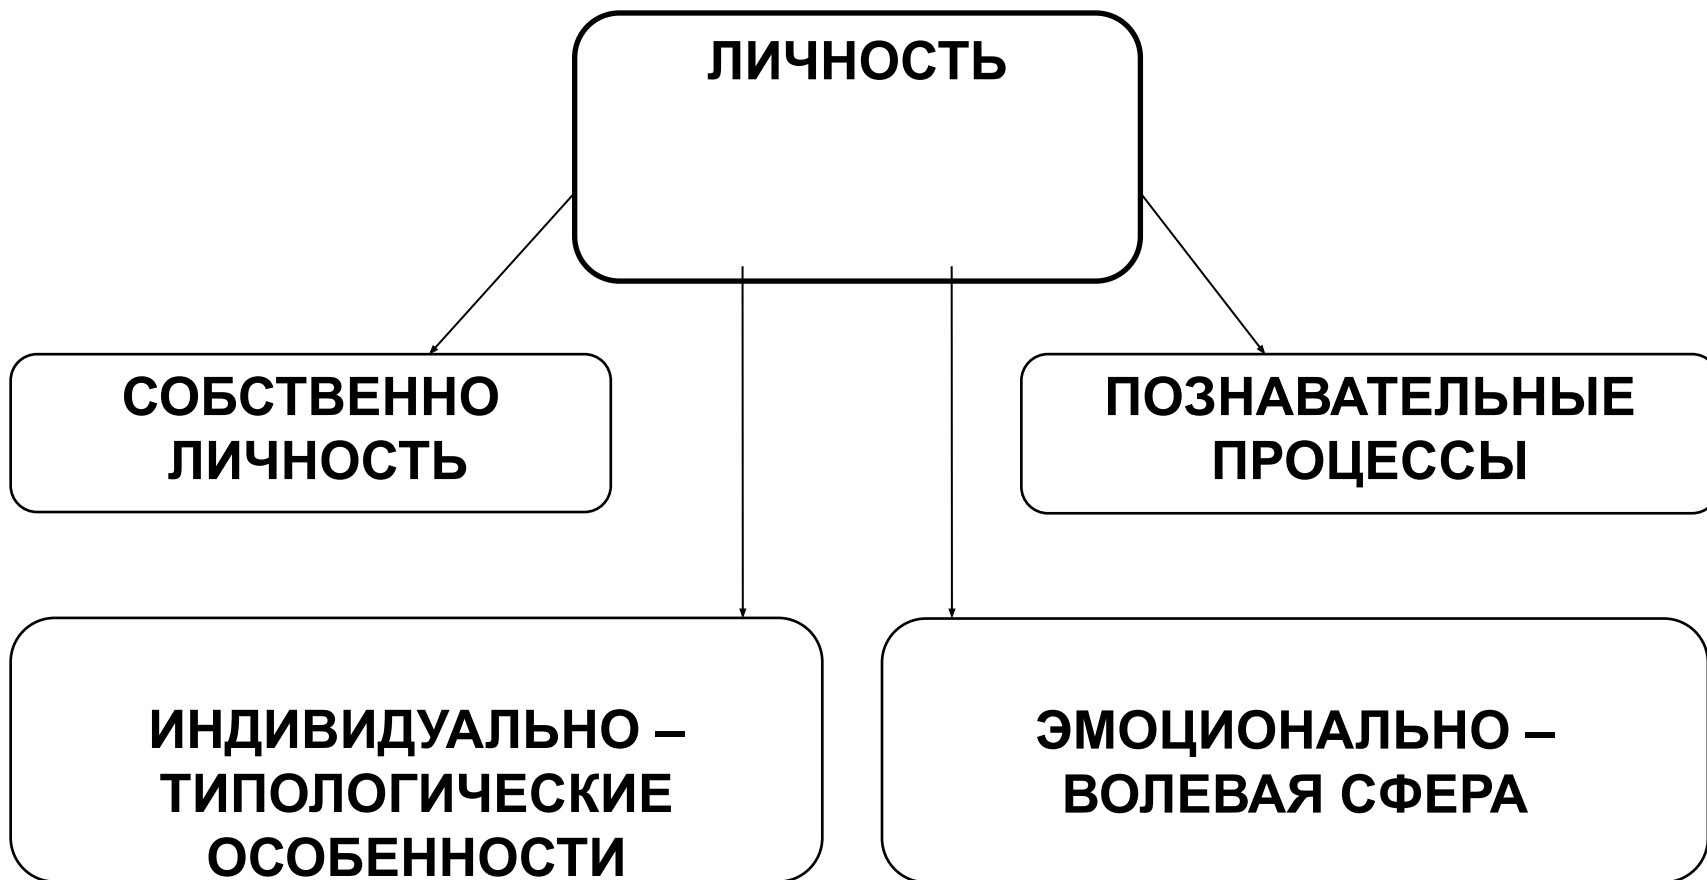 ЛИЧНОСТЬ
СОБСТВЕННО
ЛИЧНОСТЬ
ПОЗНАВАТЕЛЬНЫЕ
ПРОЦЕССЫ
ИНДИВИДУАЛЬНО –
ТИПОЛОГИЧЕСКИЕ
ОСОБЕННОСТИ
ЭМОЦИОНАЛЬНО –
ВОЛЕВАЯ СФЕРА